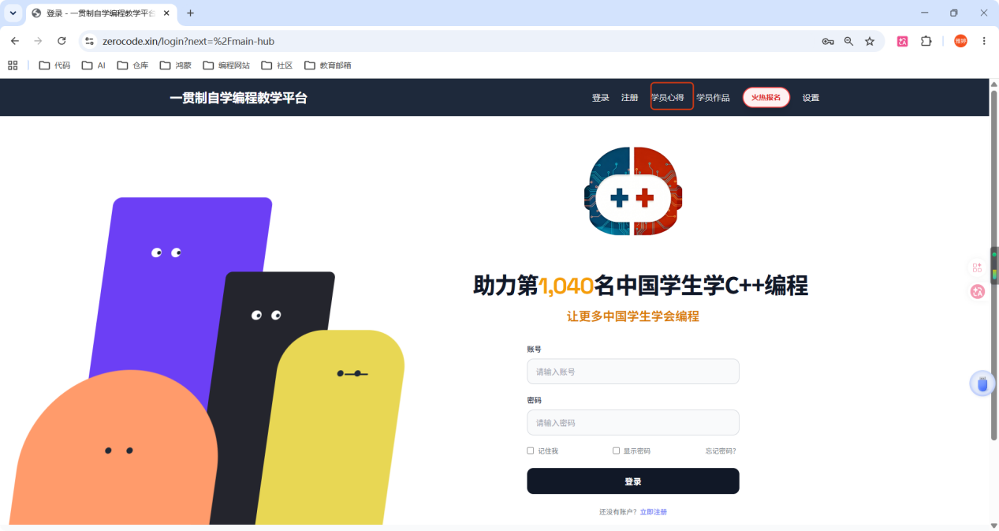 登录 - 一贯制自学编程教学平台
zerocode.xin/login?next=%2Fmain-hub
代码 AI 仓库 鸿蒙 编程网站 社区 教育邮箱
一贯制自学编程教学平台 登录 注册 学员心得 学员作品 火热报名 设置
助力第1,040名中国学生学C++编程
让更多中国学生学会编程
账号
请输入账号
密码
请输入密码
记住我 显示密码 忘记密码?
登录
还没有账户? 立即注册